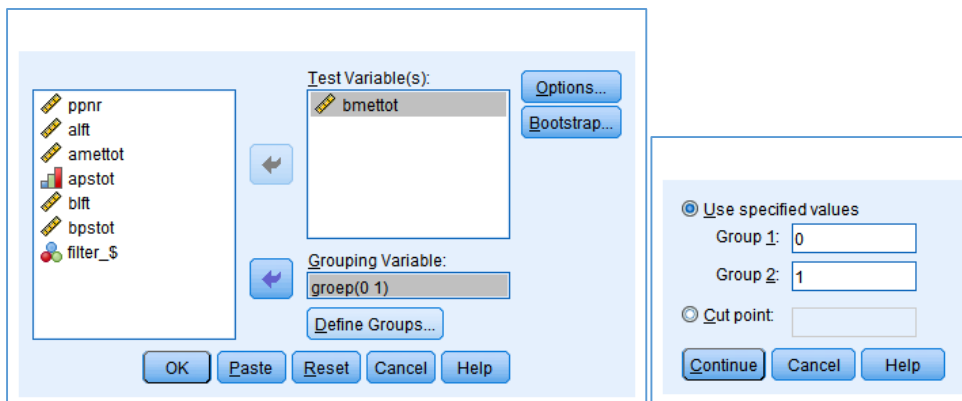 ppnr
alft
amettot
apstot
blft
bpstot
filter_$
Test Variable(s):
bmettot
Options...
Bootstrap...
Grouping Variable:
groep(0 1)
Define Groups...
OK
Paste
Reset
Cancel
Help
Use specified values
Group 1: 0
Group 2: 1
Cut point:
Continue
Cancel
Help